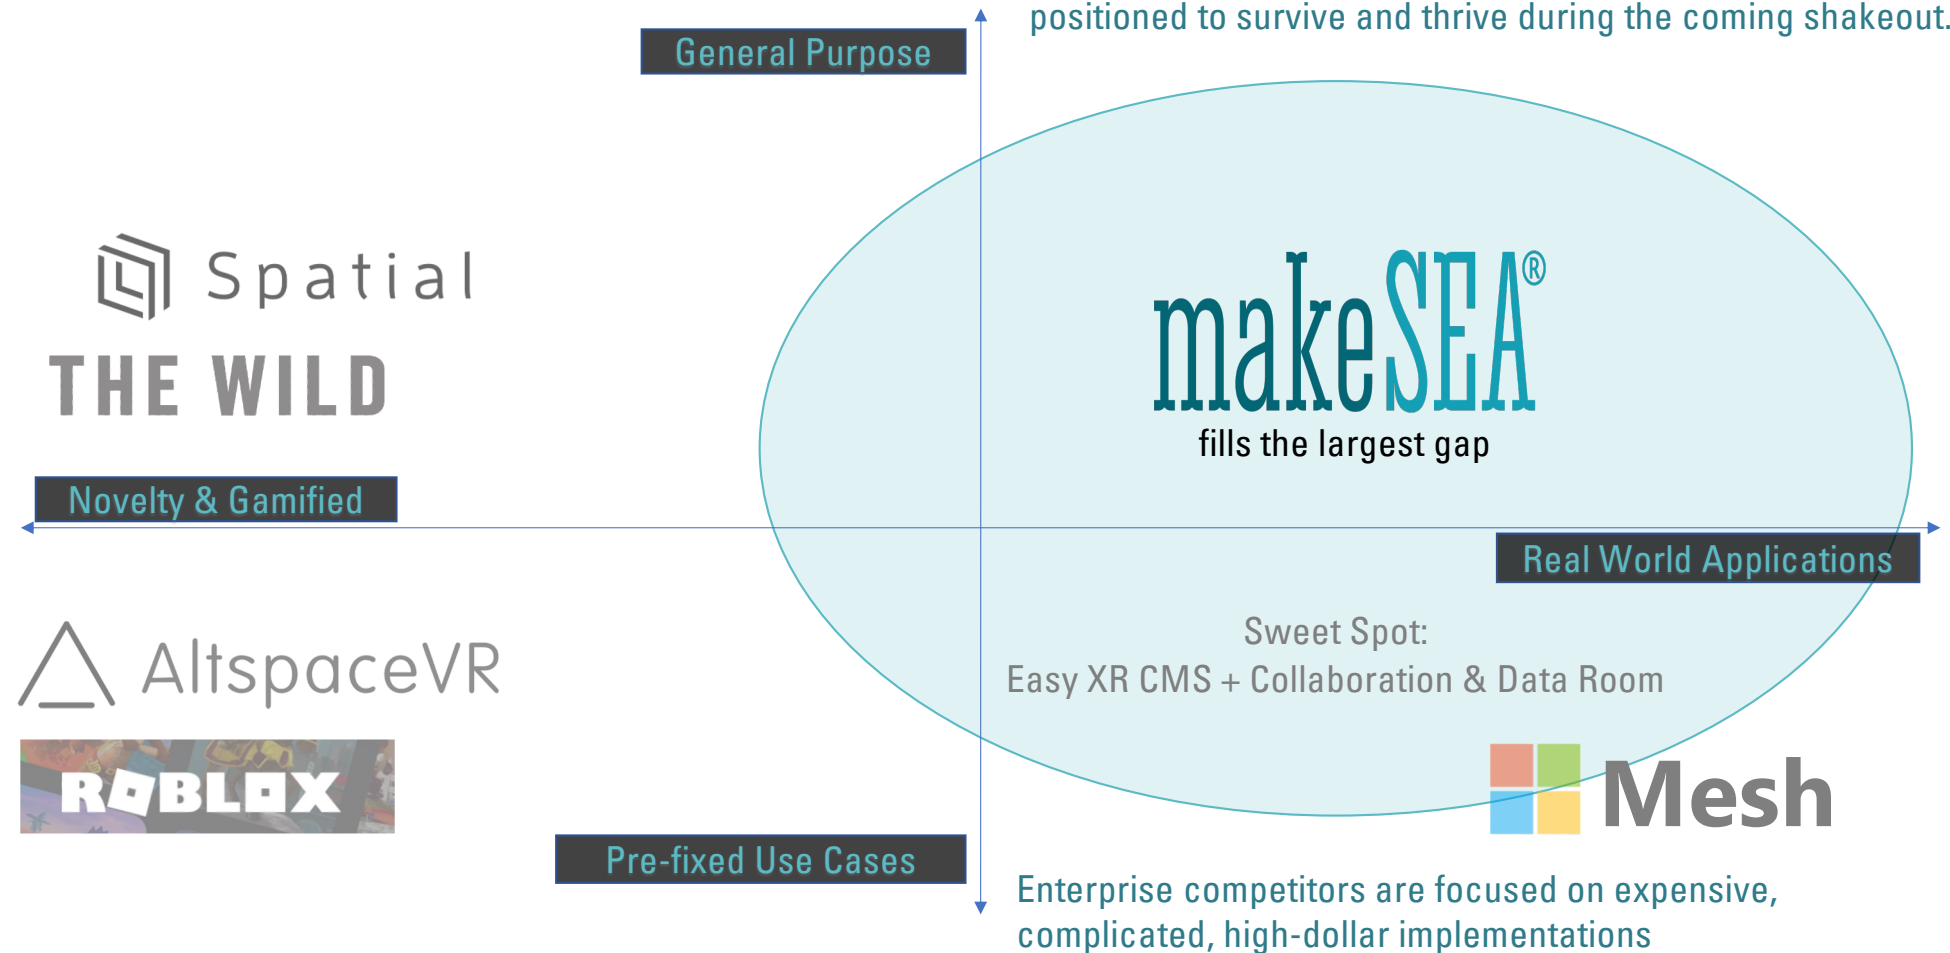 positioned to survive and thrive during the coming shakeout.
General Purpose
Spatial
THE WILD
makeSEA®
fills the largest gap
Novelty & Gamified
Real World Applications
Sweet Spot:
Easy XR CMS + Collaboration & Data Room
AltspaceVR
ROBLOX
Mesh
Pre-fixed Use Cases
Enterprise competitors are focused on expensive,
complicated, high-dollar implementations